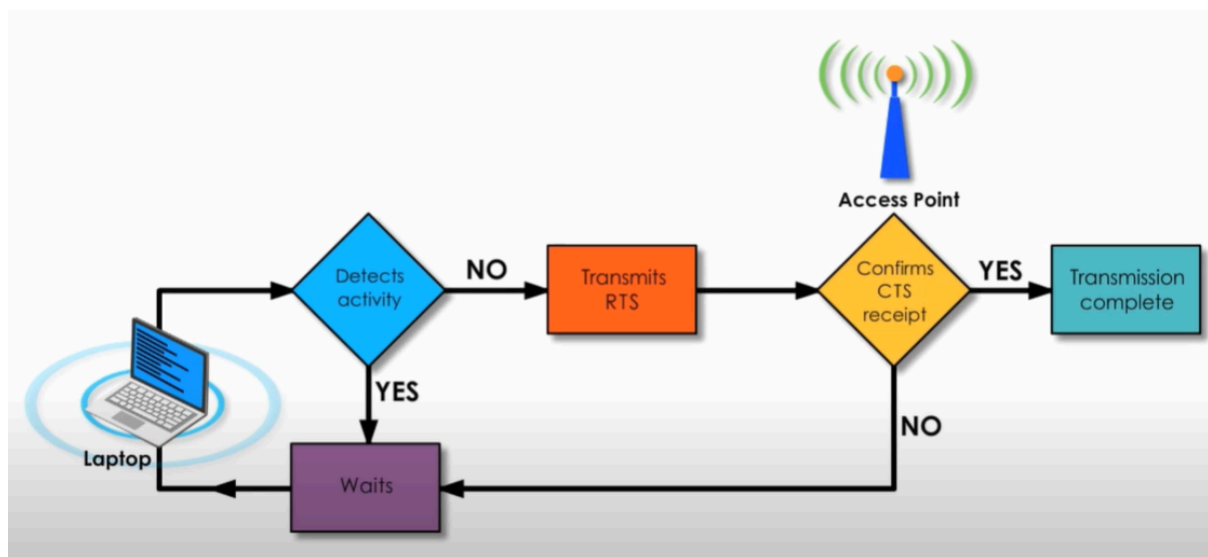 Access Point
Detects
activity
NO
Transmits
RTS
Confirms
CTS
receipt
YES
Transmission
complete
YES
NO
Laptop
Waits